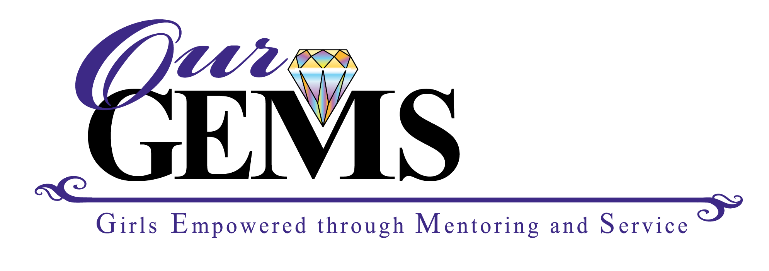 Our
GEMS
Girls Empowered through Mentoring and Service